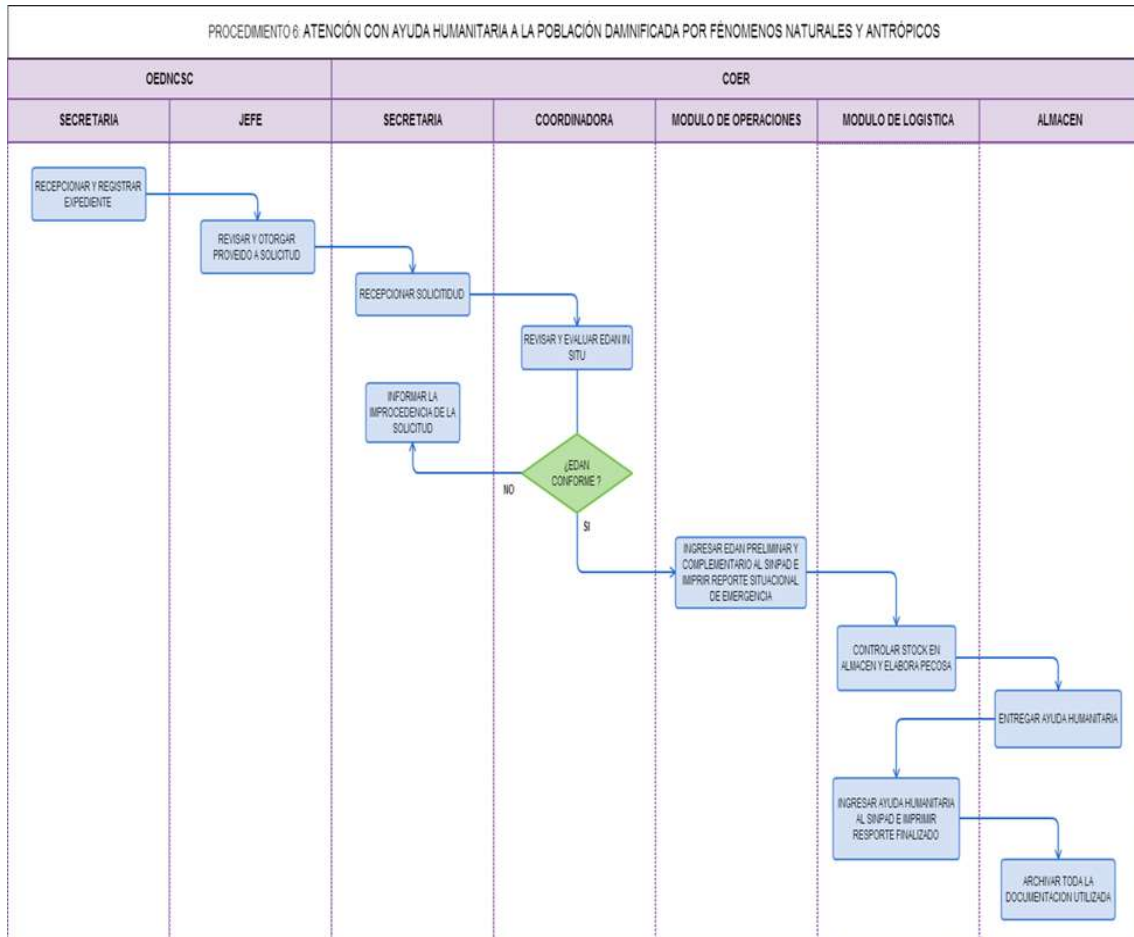 PROCEDIMIENTO 6: ATENCIÓN CON AYUDA HUMANITARIA A LA POBLACIÓN DAMNIFICADA POR FÉNOMENOS NATURALES Y ANTRÓPICOS
OEDNCSC
COER
SECRETARIA
JEFE
SECRETARIA
COORDINADORA
MODULO DE OPERACIONES
MODULO DE LOGISTICA
ALMACEN
RECEPCIONAR Y REGISTRAR
EXPEDIENTE
REVISAR Y OTORGAR
PROVEIDO A SOLICITUD
RECEPCIONAR SOLICITIDUD
REVISAR Y EVALUAR EDAN IN
SITU
INFORMAR LA
IMPROCEDENCIA DE LA
SOLICITUD
¿EDAN
CONFORME ?
NO
SI
INGRESAR EDAN PRELIMINAR Y
COMPLEMENTARIO AL SINPAD E
IMIPRIR REPORTE SITUACIONAL
DE EMERGENCIA
CONTROLAR STOCK EN
ALMACEN Y ELABORA PECOSA
ENTREGAR AYUDA HUMANITARIA
INGRESAR AYUDA HUMANITARIA
AL SINPAD E IMPRIMIR
RESPORTE FINALIZADO
ARCHIVAR TODA LA
DOCUMENTACION UTILIZADA